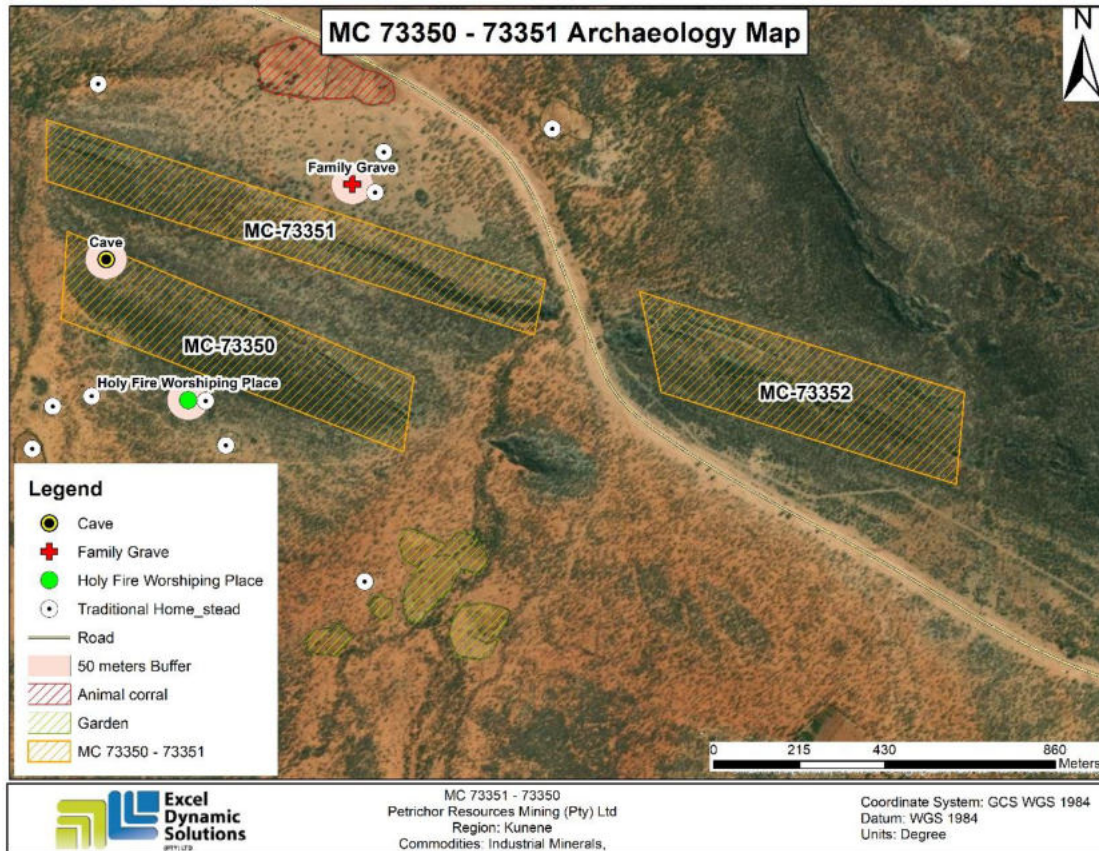 MC 73350 - 73351 Archaeology Map
N
Family Grave
MC-73351
Cave
MC-73350
Holy Fire Worshiping Place
MC-73352
Legend
Cave
Family Grave
Holy Fire Worshiping Place
Traditional Home_stead
Road
50 meters Buffer
Animal corral
Garden
MC 73350 - 73351
0 215 430 860
Meters
Excel
Dynamic
Solutions
(PTY) LTD
MC 73351 - 73350
Petrichor Resources Mining (Pty) Ltd
Region: Kunene
Commodities: Industrial Minerals,
Coordinate System: GCS WGS 1984
Datum: WGS 1984
Units: Degree